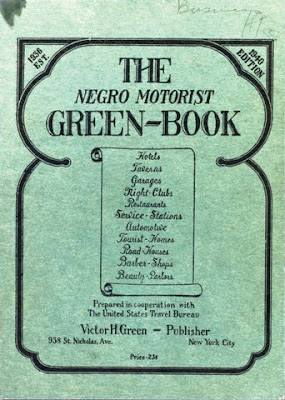 Business
1936
EST.
1940
EDITION
THE
NEGRO MOTORIST
GREEN-BOOK
Hotels
Taverns
Garages
Night-Clubs
Restaurants
Service-Stations
Automotive
Tourist-Homes
Road-Houses
Barber-Shops
Beauty-Parlors
Prepared in cooperation with
The United States Travel Bureau
Victor H. Green - Publisher
938 St. Nicholas, Ave. New York City
Price-25¢